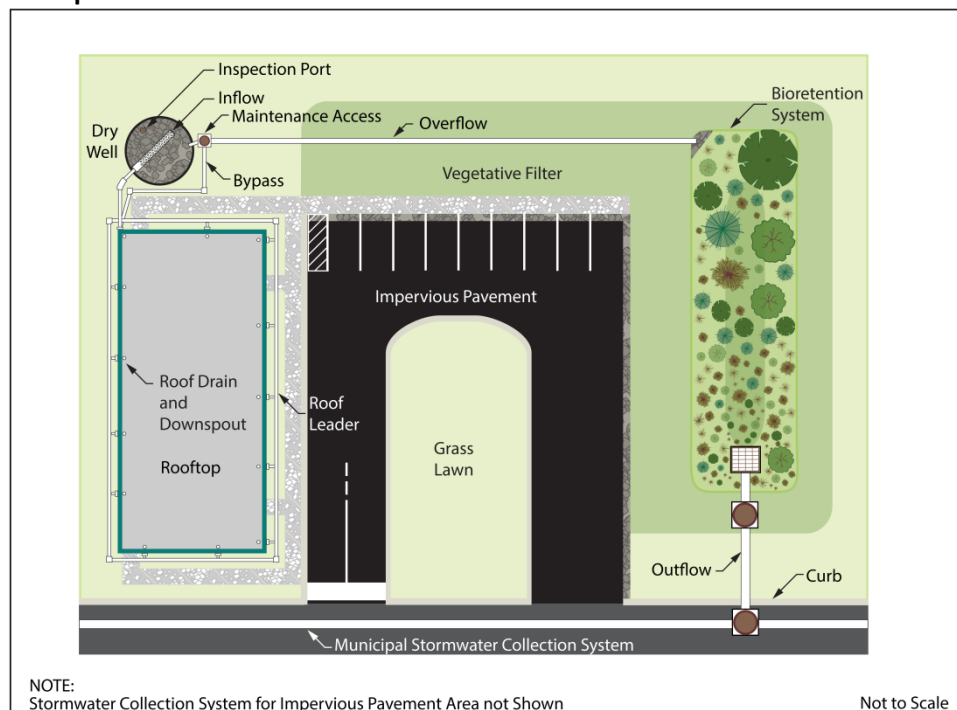 Inspection Port
Inflow
Maintenance Access
Dry
Well
Bypass
Overflow
Bioretention
System
Vegetative Filter
Impervious Pavement
Roof Drain
and
Downspout
Rooftop
Roof
Leader
Grass
Lawn
Outflow
Curb
Municipal Stormwater Collection System
NOTE:
Stormwater Collection System for Impervious Pavement Area not Shown
Not to Scale